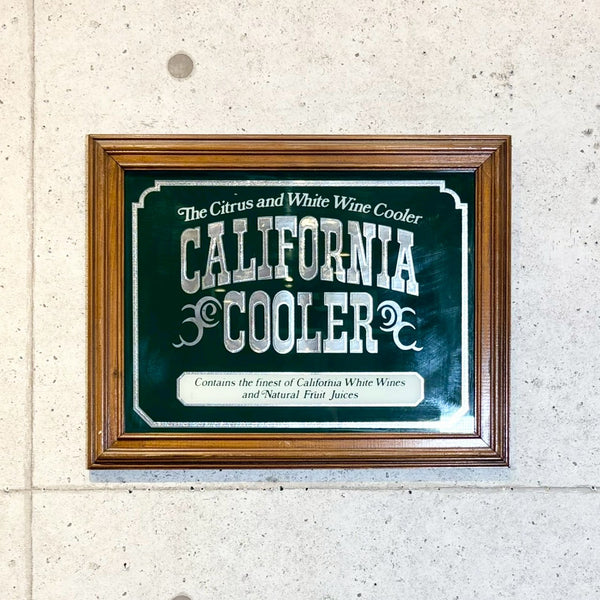 The Citrus and White Wine Cooler
CALIFORNIA
COOLER
Contains the finest of California White Wines
and Natural Fruit Juices